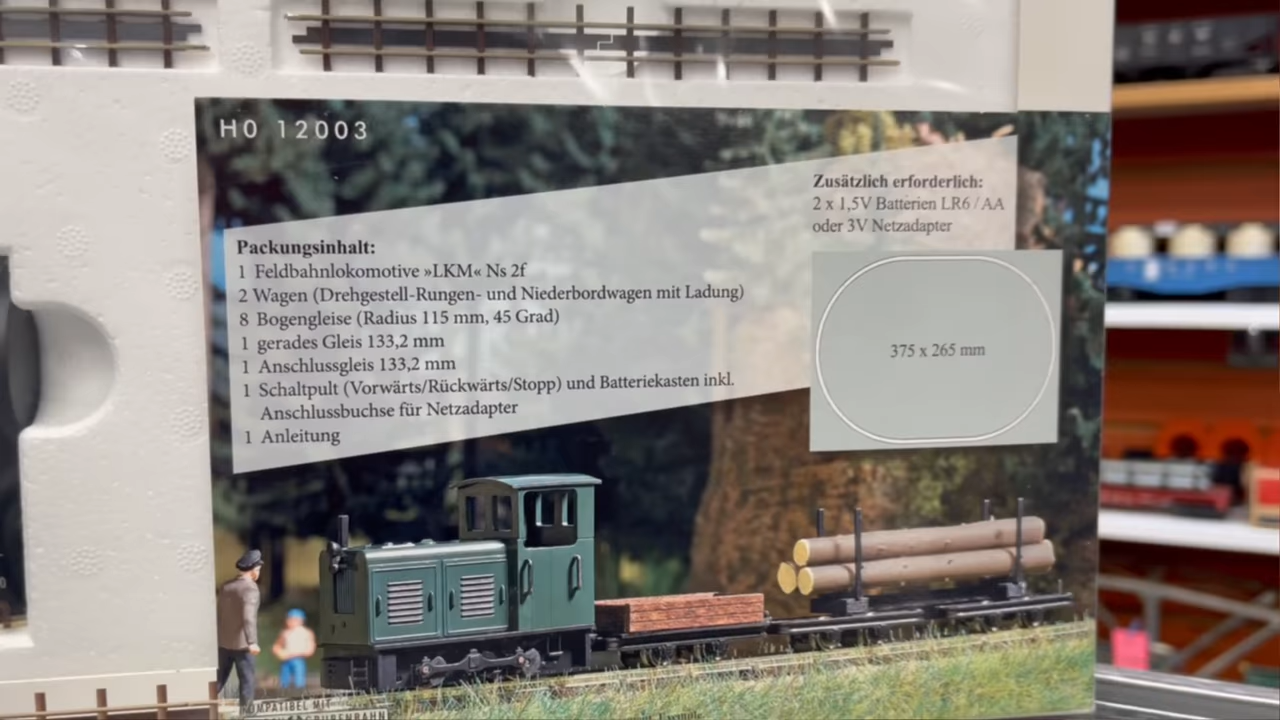 H0 12003
Zusätzlich erforderlich:
2 x 1,5V Batterien LR6 / AA
oder 3V Netzadapter
Packungsinhalt:
1 Feldbahnlokomotive »LKM« Ns 2f
2 Wagen (Drehgestell-Rungen- und Niederbordwagen mit Ladung)
8 Bogengleise (Radius 115 mm, 45 Grad)
1 gerades Gleis 133,2 mm
1 Anschlussgleis 133,2 mm
1 Schaltpult (Vorwärts/Rückwärts/Stopp) und Batteriekasten inkl.
Anschlussbuchse für Netzadapter
1 Anleitung
375 x 265 mm
MIT